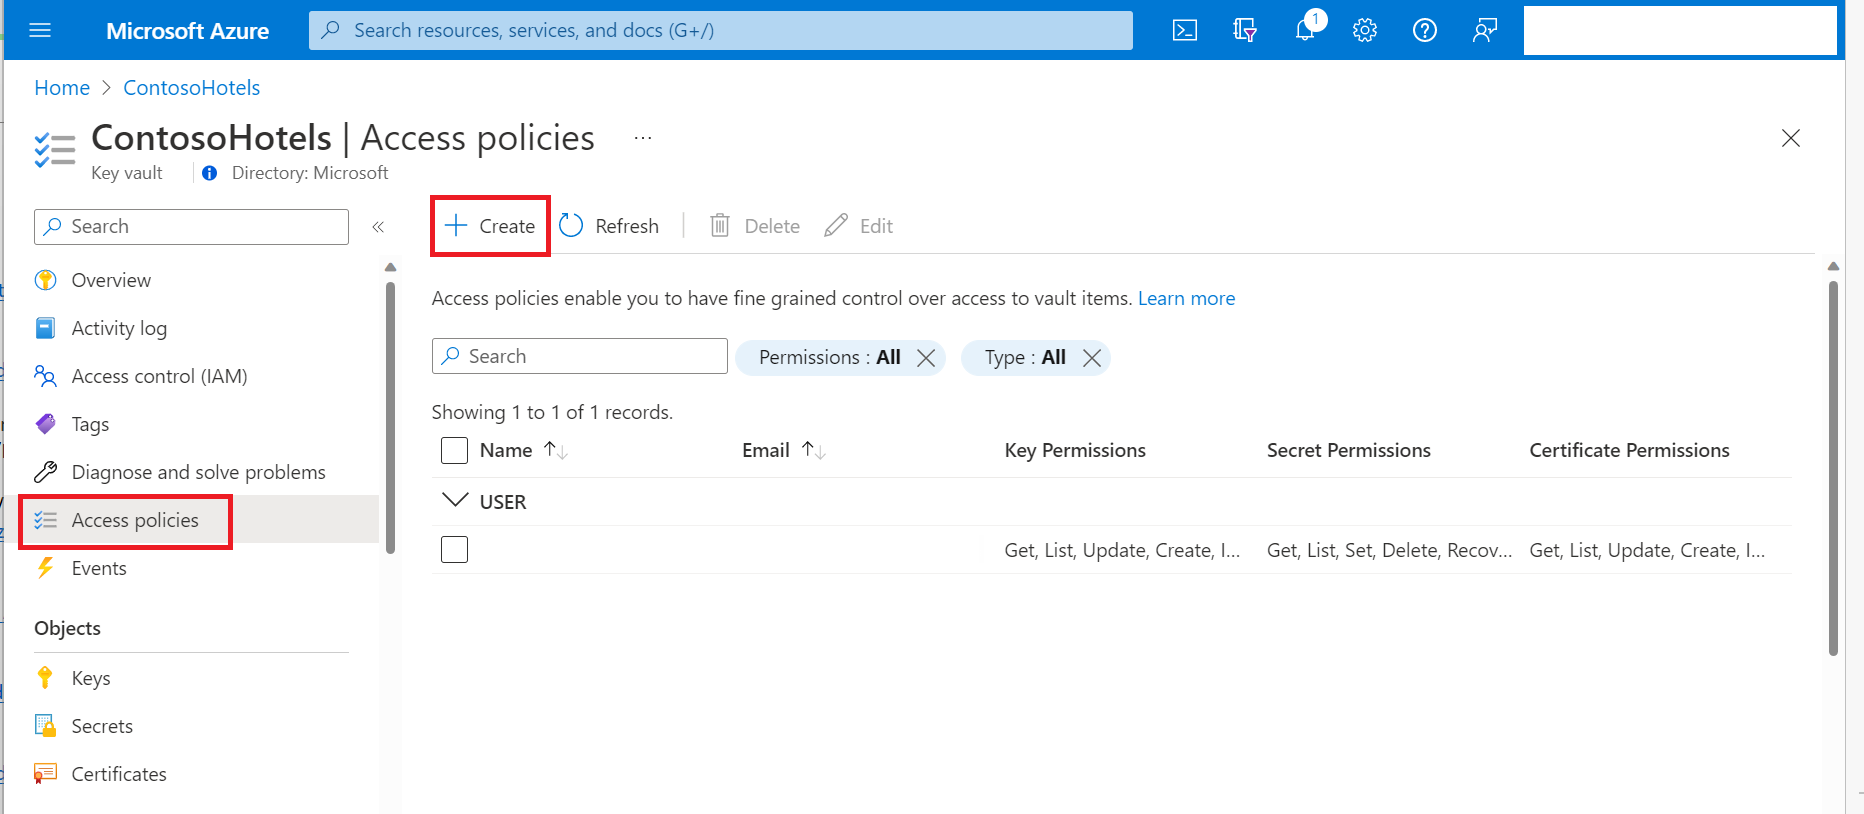 Microsoft Azure
Search resources, services, and docs (G+/)
1
Home > ContosoHotels
ContosoHotels | Access policies ...
Key vault
Directory: Microsoft
Search
«
Overview
Activity log
Access control (IAM)
Tags
Diagnose and solve problems
Access policies
Events
Objects
Keys
Secrets
Certificates
Create
Refresh
Delete
Edit
Access policies enable you to have fine grained control over access to vault items. Learn more
Search
Permissions : All
Type : All
Showing 1 to 1 of 1 records.
Name Email Key Permissions Secret Permissions Certificate Permissions
USER
Get, List, Update, Create, I... Get, List, Set, Delete, Recov... Get, List, Update, Create, I...